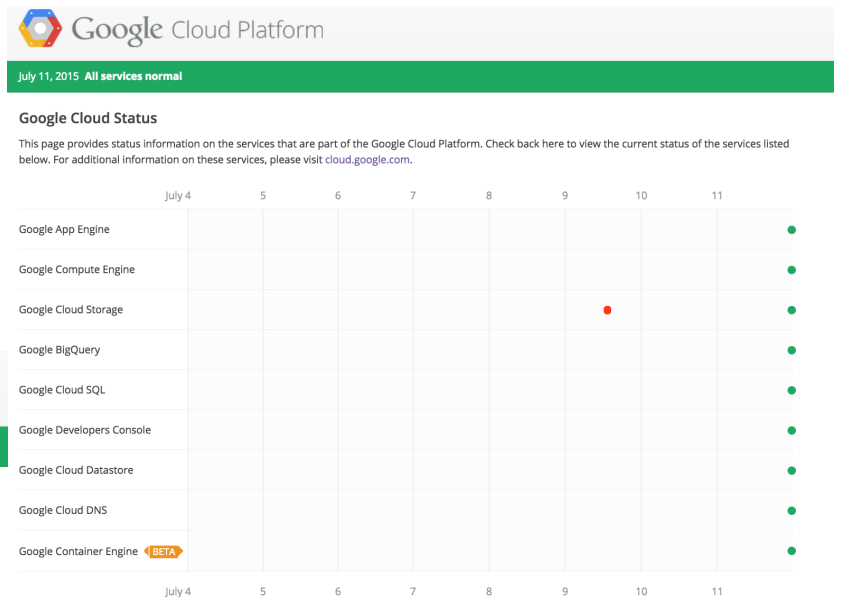 Google Cloud Platform
July 11, 2015 All services normal
Google Cloud Status
This page provides status information on the services that are part of the Google Cloud Platform. Check back here to view the current status of the services listed
below. For additional information on these services, please visit cloud.google.com.
July 4 5 6 7 8 9 10 11
Google App Engine
Google Compute Engine
Google Cloud Storage
Google BigQuery
Google Cloud SQL
Google Developers Console
Google Cloud Datastore
Google Cloud DNS
Google Container Engine BETA
July 4 5 6 7 8 9 10 11